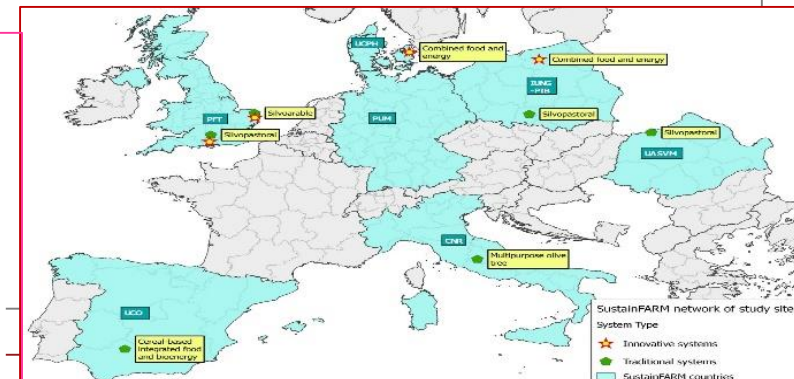 UCPH
Combined food and
energy
Combined food and energy
IUNG
-PIB
Silvoarable
PFT
Silvopastoral
PUM
Silvopastoral
Silvopastoral
UASVM
CNR
Multipurpose olive
tree
UCO
Cereal-based
integrated food
and bioenergy
SustainFARM network of study site
System Type
Innovative systems
Traditional systems
SustainFARM countries